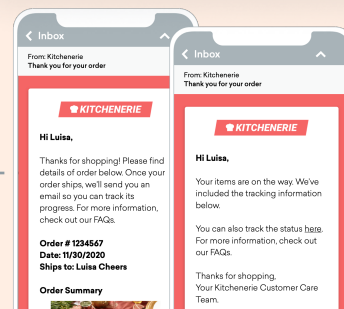 Inbox
From: Kitchenerie
Thank you for your order
KITCHENERIE
Hi Luisa,
Thanks for shopping! Please find
details of order below. Once your
order ships, we'll send you an
email so you can track its
progress. For more information,
check out our FAQs.
Order # 1234567
Date: 11/30/2020
Ships to: Luisa Cheers
Order Summary
Inbox
From: Kitchenerie
Thank you for your order
KITCHENERIE
Hi Luisa,
Your items are on the way. We've
included the tracking information
below.
You can also track the status here.
For more information, check out
our FAQs.
Thanks for shopping,
Your Kitchenerie Customer Care
Team.